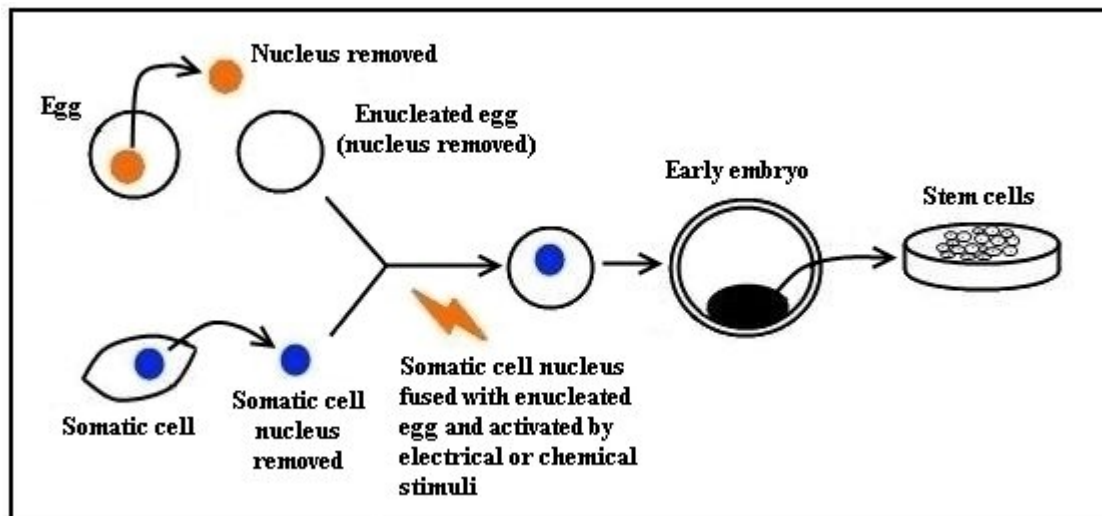 Nucleus removed
Egg
Enucleated egg
(nucleus removed)
Early embryo
Stem cells
Somatic cell
Somatic cell
nucleus
removed
Somatic cell nucleus
fused with enucleated
egg and activated by
electrical or chemical
stimuli